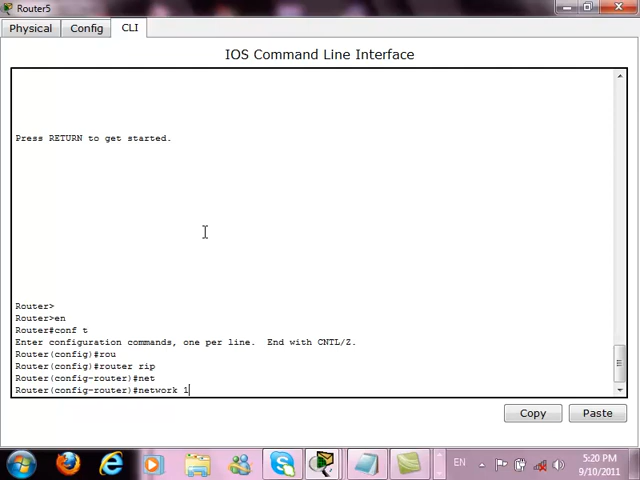 Router5
Physical Config CLI
IOS Command Line Interface
Press RETURN to get started.
Router>
Router>en
Router#conf t
Enter configuration commands, one per line.  End with CNTL/Z.
Router(config)#rou
Router(config)#router rip
Router(config-router)#net
Router(config-router)#network 1
Copy Paste
EN
5:20 PM
9/10/2011